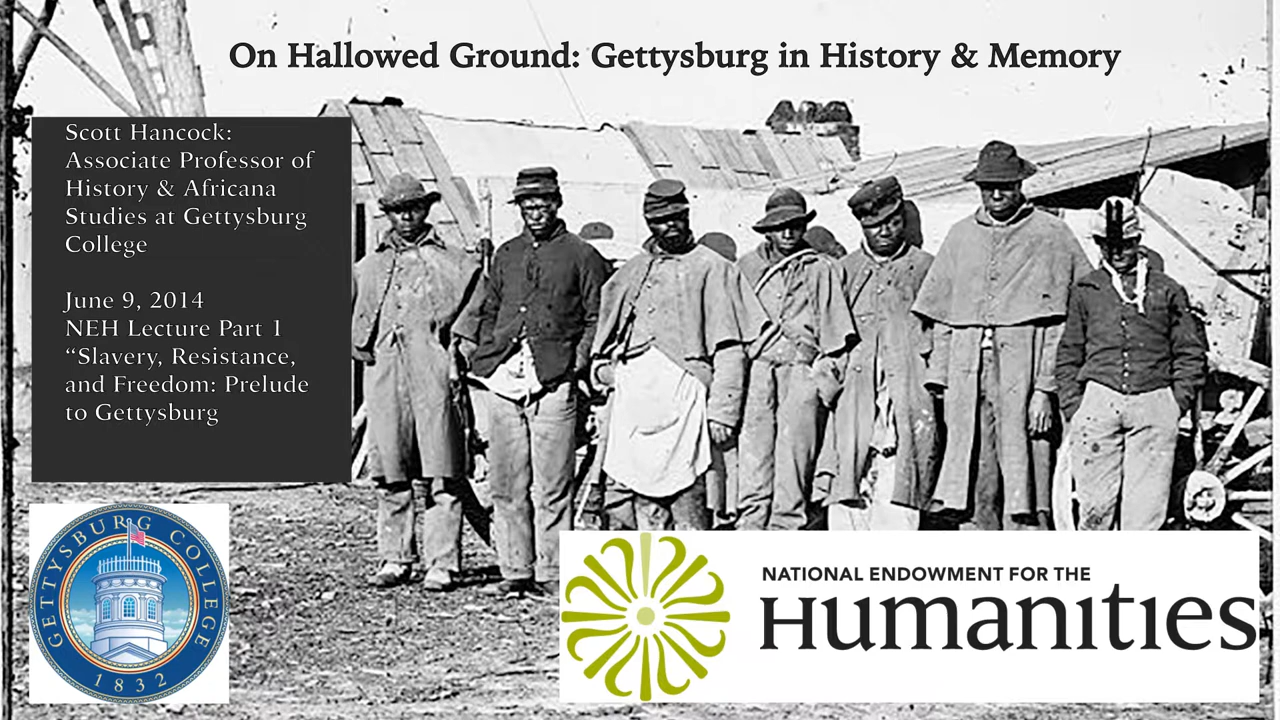 On Hallowed Ground: Gettysburg in History & Memory
Scott Hancock:
Associate Professor of
History & Africana
Studies at Gettysburg
College
June 9, 2014
NEH Lecture Part 1
“Slavery, Resistance,
and Freedom: Prelude
to Gettysburg
GETTYSBURG COLLEGE
1832
NATIONAL ENDOWMENT FOR THE
Humanities